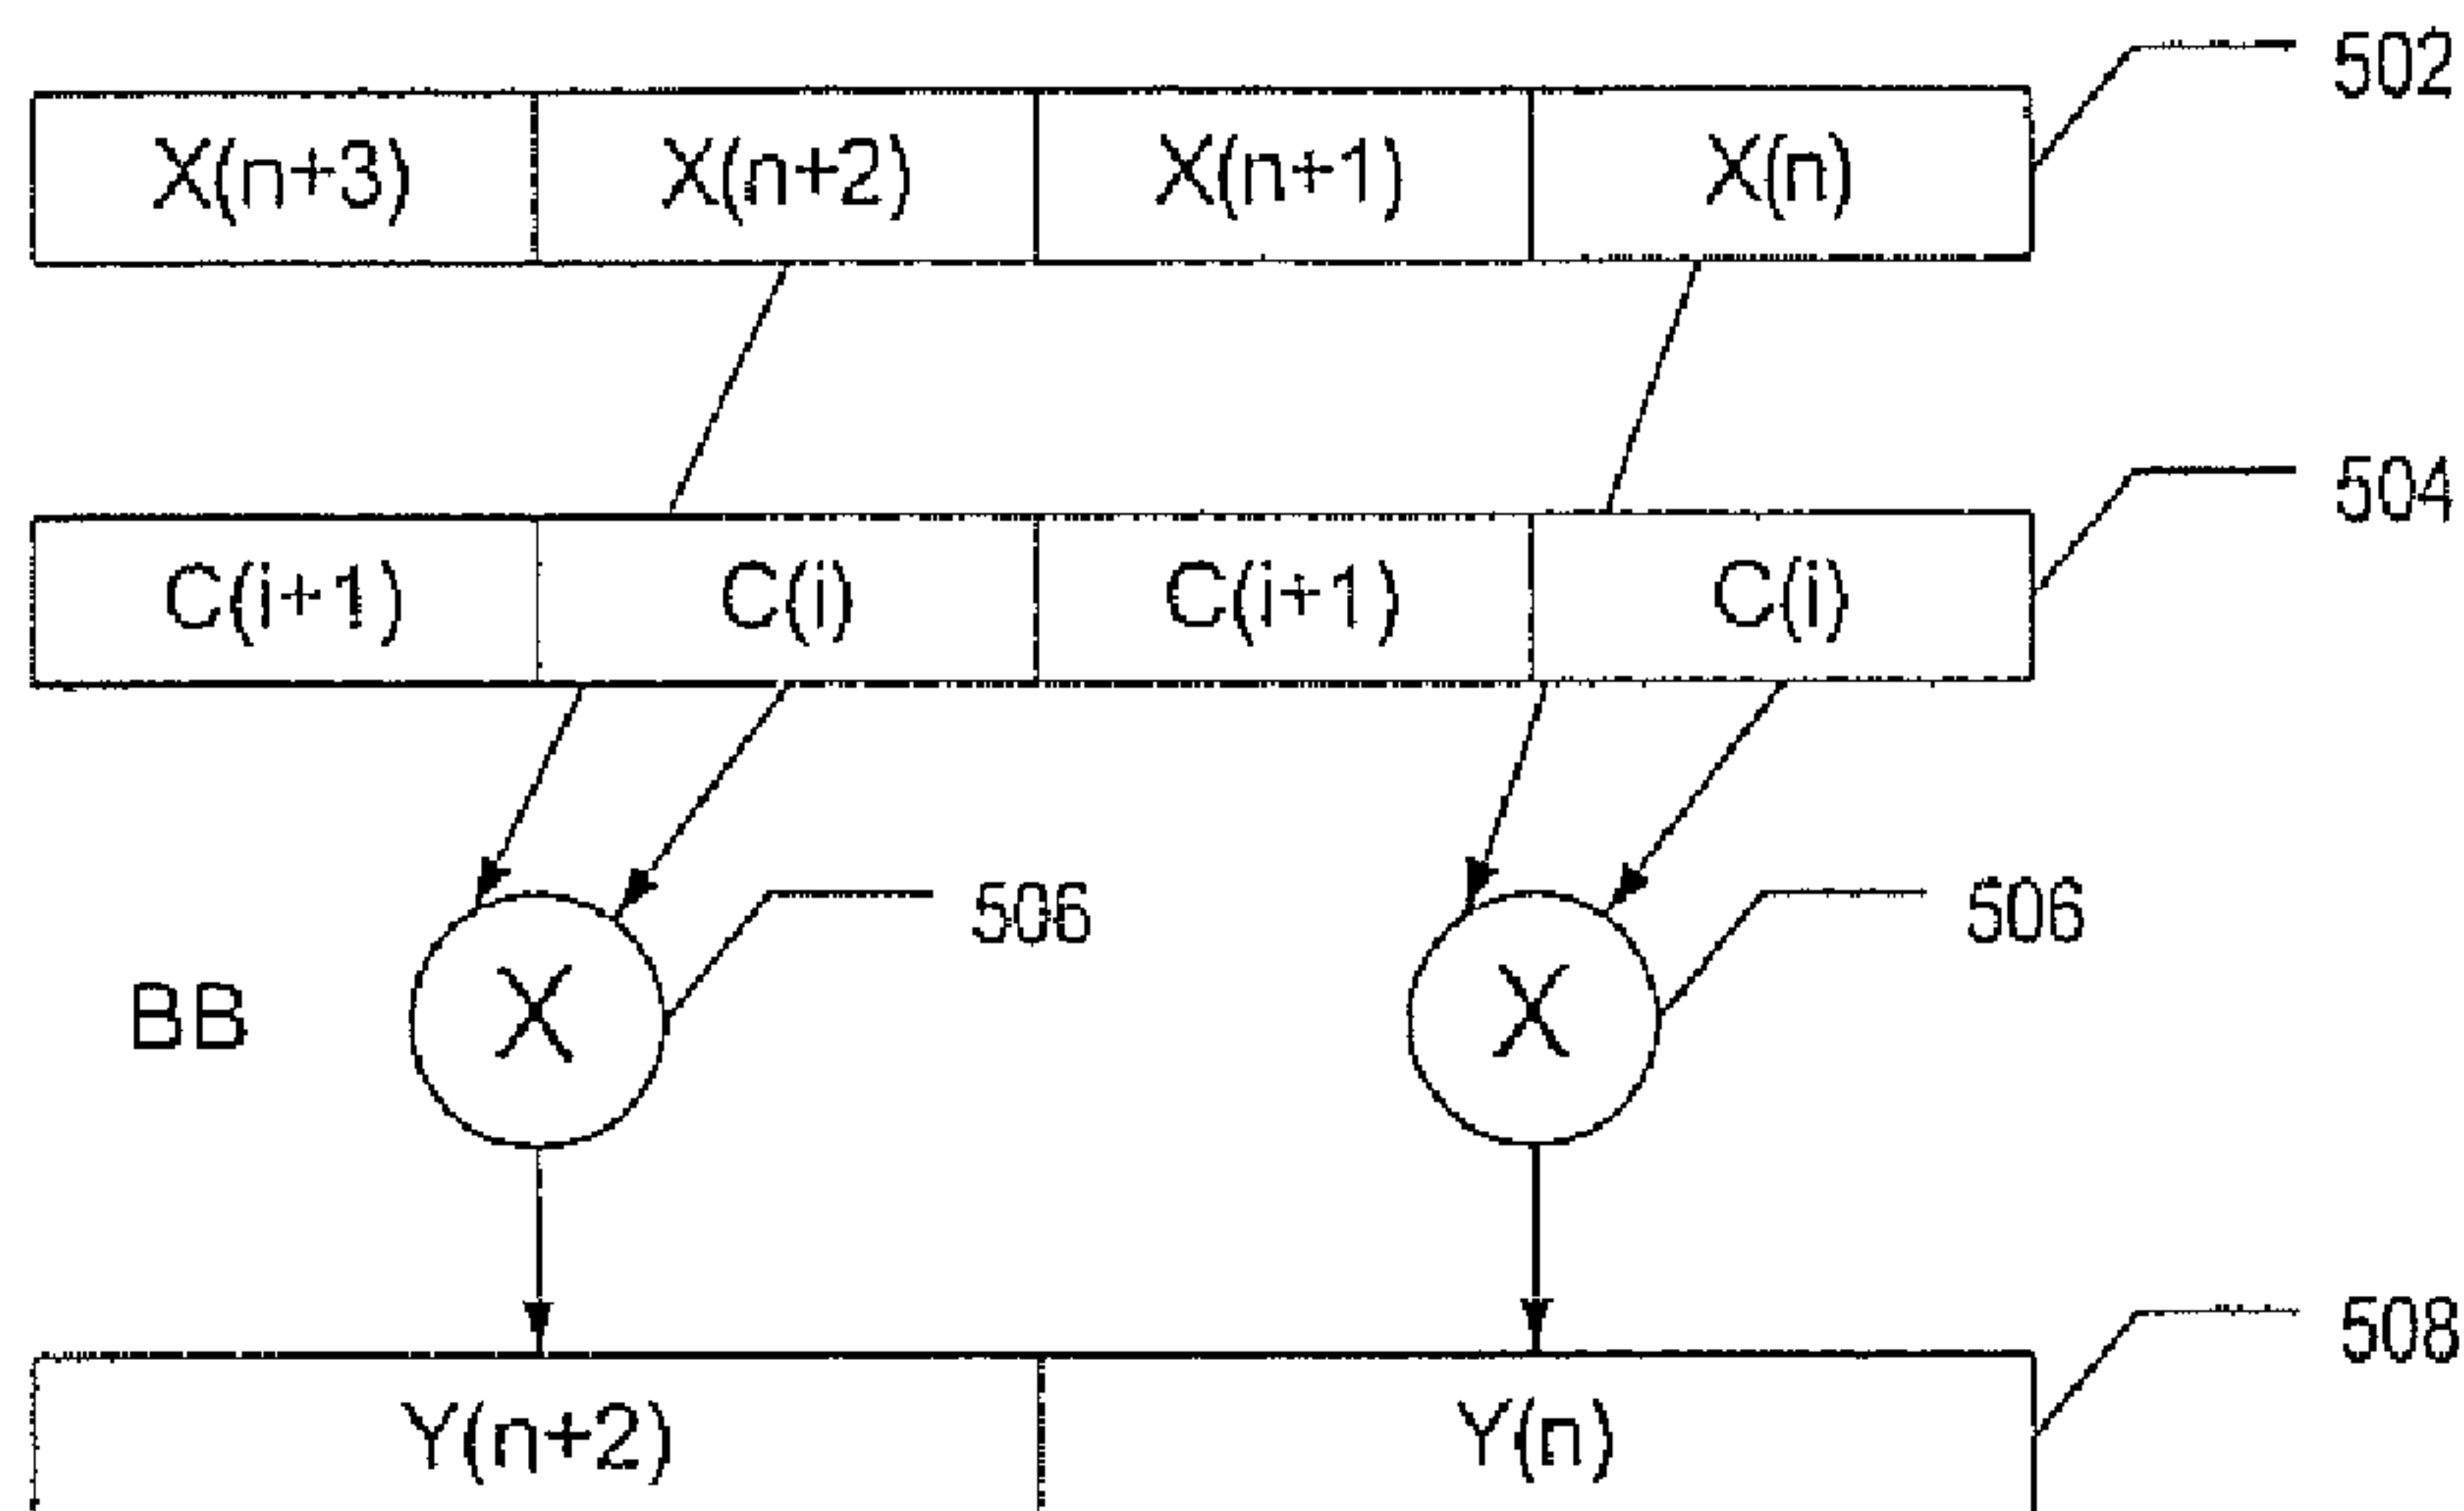 502
X(n+3) X(n+2) X(n+1) X(n)
504
C(i+1) C(i) C(i+1) C(i)
506 506
BB X X
508
Y(n+2) Y(n)